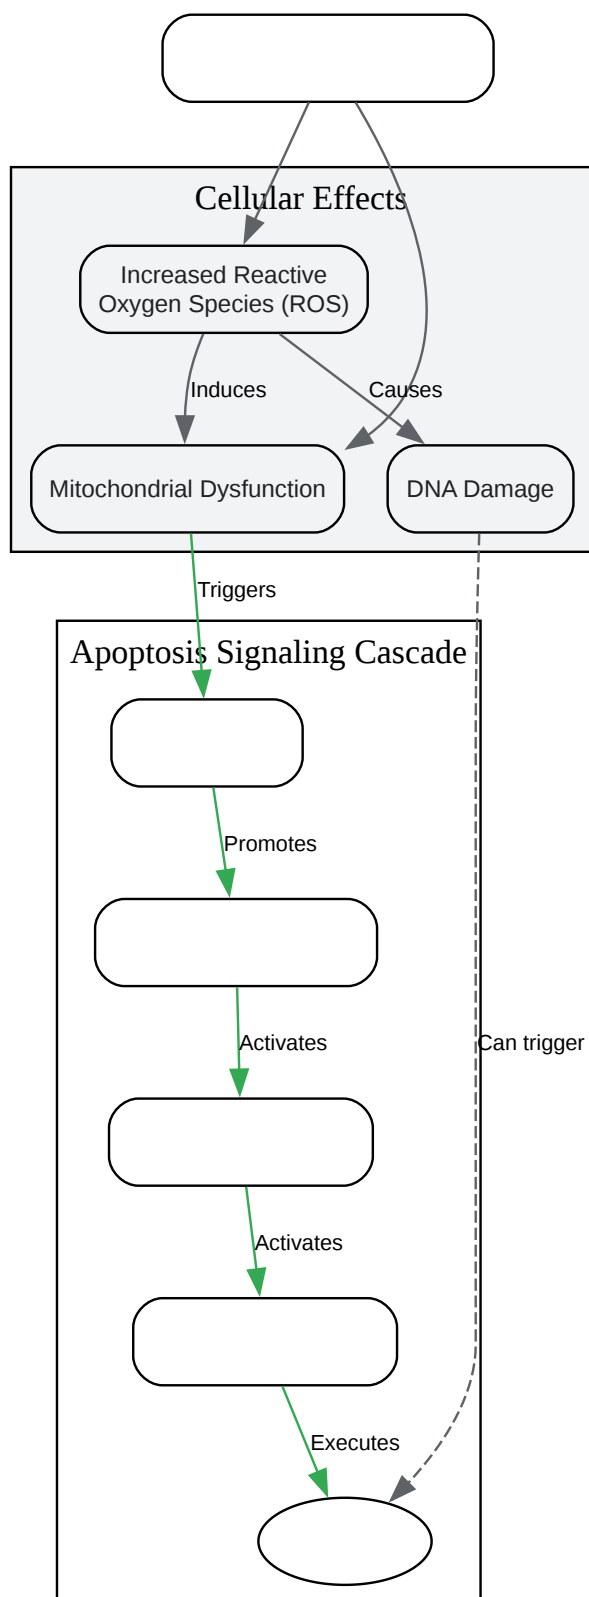 Cellular Effects
Increased Reactive
Oxygen Species (ROS)
Induces
Causes
Mitochondrial Dysfunction
DNA Damage
Triggers
Apoptosis Signaling Cascade
Promotes
Activates
Can trigger
Activates
Executes